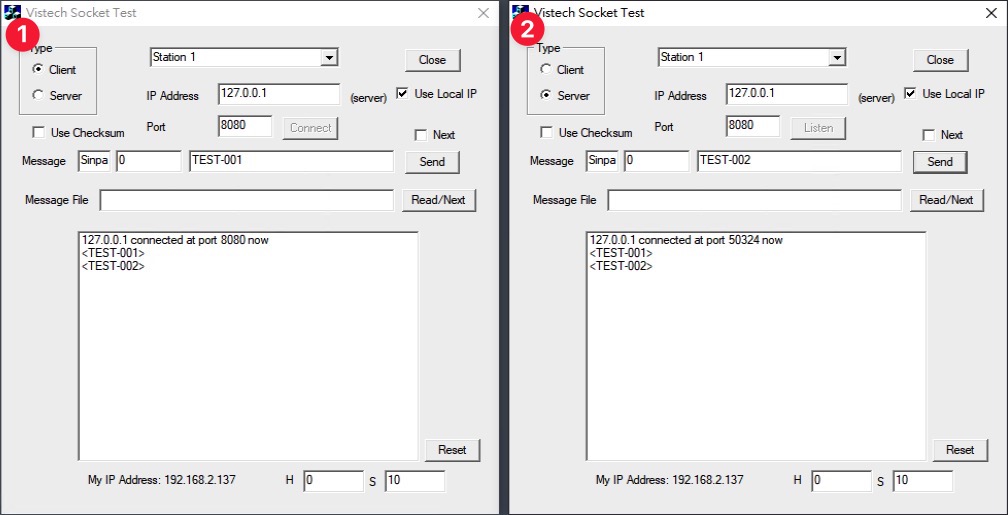 1
Vistech Socket Test
Type
Client
Server
Station 1
Close
IP Address 127.0.0.1 (server) Use Local IP
Use Checksum Port 8080 Connect Next
Message Sinpa 0 TEST-001 Send
Message File Read/Next
127.0.0.1 connected at port 8080 now
<TEST-001>
<TEST-002>
Reset
My IP Address: 192.168.2.137 H 0 S 10
2
Vistech Socket Test
Type
Client
Server
Station 1
Close
IP Address 127.0.0.1 (server) Use Local IP
Use Checksum Port 8080 Listen Next
Message Sinpa 0 TEST-002 Send
Message File Read/Next
127.0.0.1 connected at port 50324 now
<TEST-001>
<TEST-002>
Reset
My IP Address: 192.168.2.137 H 0 S 10